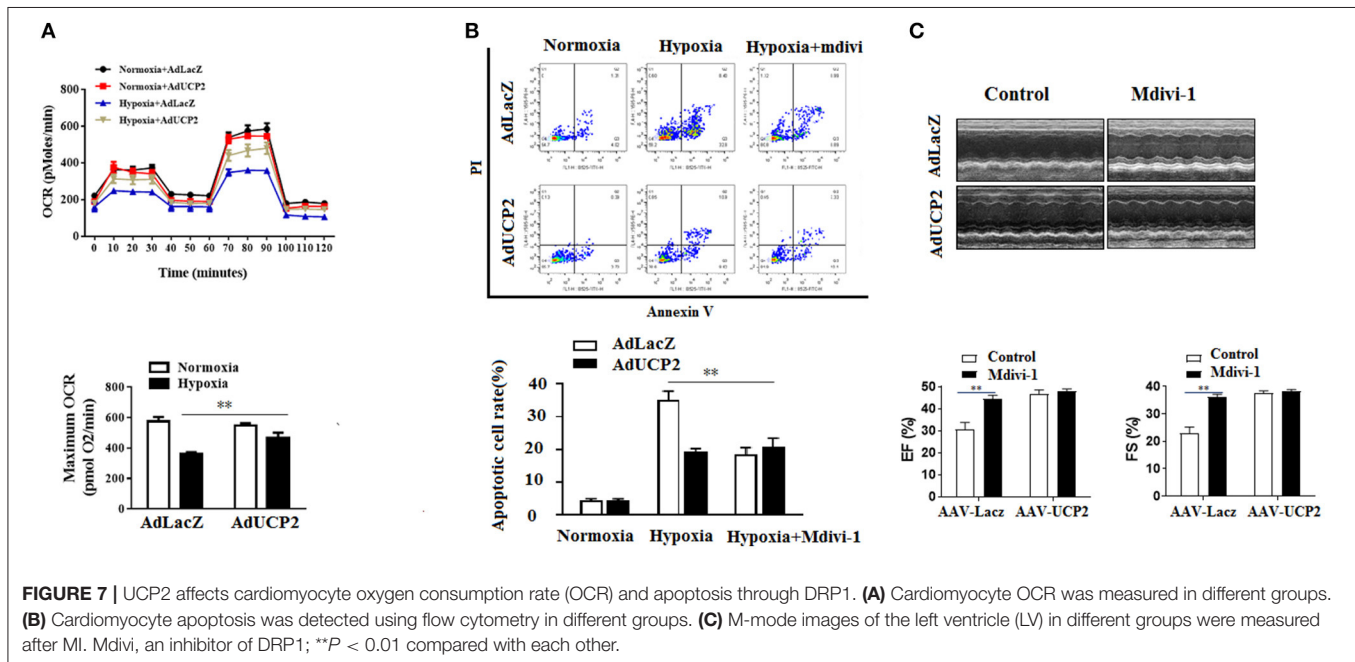 A
Normoxia+AdLacZ
Normoxia+AdUCP2
Hypoxia+AdLacZ
Hypoxia+AdUCP2
OCR (pMoles/min)
800
600
400
200
0
0 10 20 30 40 50 60 70 80 90 100 110 120
Time (minutes)
Normoxia
Hypoxia
Maximum OCR
(pmol O2/min)
800
600
400
200
0
**
AdLacZ AdUCP2
B
Normoxia Hypoxia Hypoxia+mdivi
AdLacZ
AdUCP2
PI
Annexin V
AdLacZ
AdUCP2
Apoptotic cell rate(%)
40
30
20
10
0
**
Normoxia Hypoxia Hypoxia+Mdivi-1
C
Control Mdivi-1
AdLacZ
AdUCP2
Control
Mdivi-1
EF (%)
50
40
30
20
10
0
**
AAV-Lacz AAV-UCP2
Control
Mdivi-1
FS (%)
40
30
20
10
0
**
AAV-Lacz AAV-UCP2
FIGURE 7 | UCP2 affects cardiomyocyte oxygen consumption rate (OCR) and apoptosis through DRP1. (A) Cardiomyocyte OCR was measured in different groups.
(B) Cardiomyocyte apoptosis was detected using flow cytometry in different groups. (C) M-mode images of the left ventricle (LV) in different groups were measured
after MI. Mdivi, an inhibitor of DRP1; **P < 0.01 compared with each other.